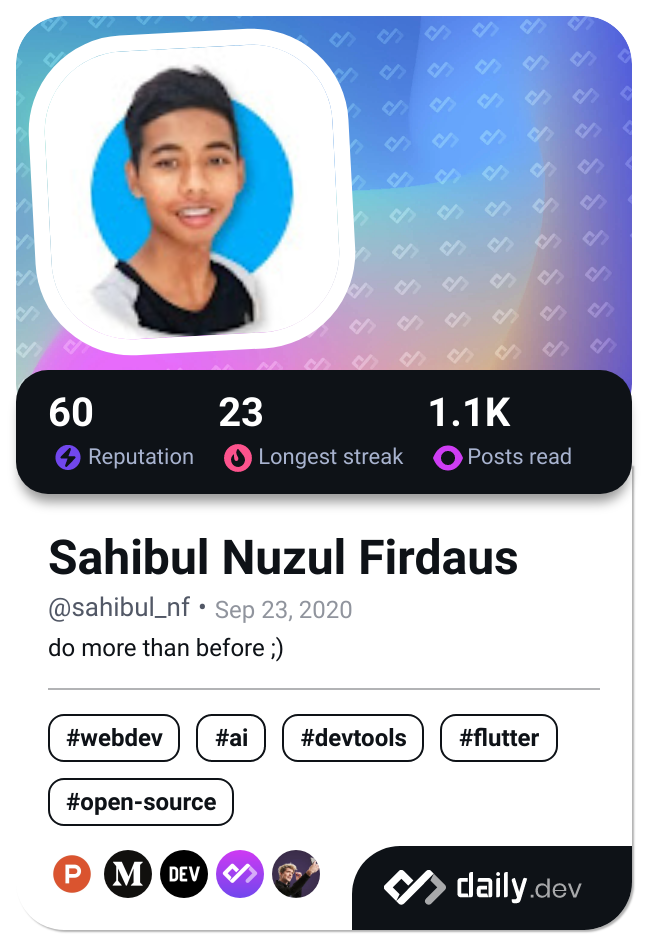 60 23 1.1K
Reputation Longest streak Posts read
Sahibul Nuzul Firdaus
@sahibul_nf • Sep 23, 2020
do more than before ;)
#webdev #ai #devtools #flutter
#open-source
P M DEV
daily.dev